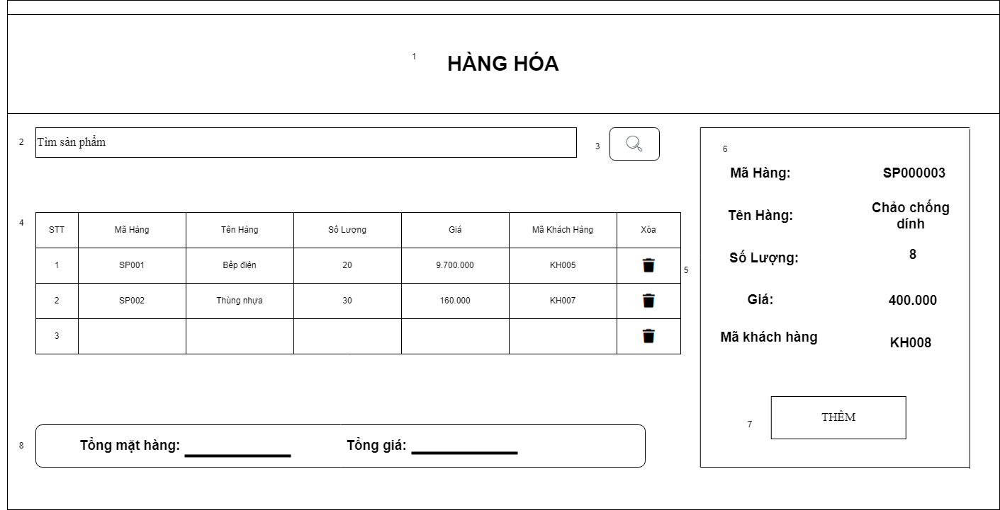 1 HÀNG HÓA
2 Tìm sản phẩm 3
6
Mã Hàng: SP000003
Tên Hàng: Chảo chống
dính
Số Lượng: 8
Giá: 400.000
Mã khách hàng KH008
7 THÊM
4 STT Mã Hàng Tên Hàng Số Lượng Giá Mã Khách Hàng Xóa
1 SP001 Bếp điện 20 9.700.000 KH005 5
2 SP002 Thùng nhựa 30 160.000 KH007
3
8 Tổng mặt hàng: Tổng giá: